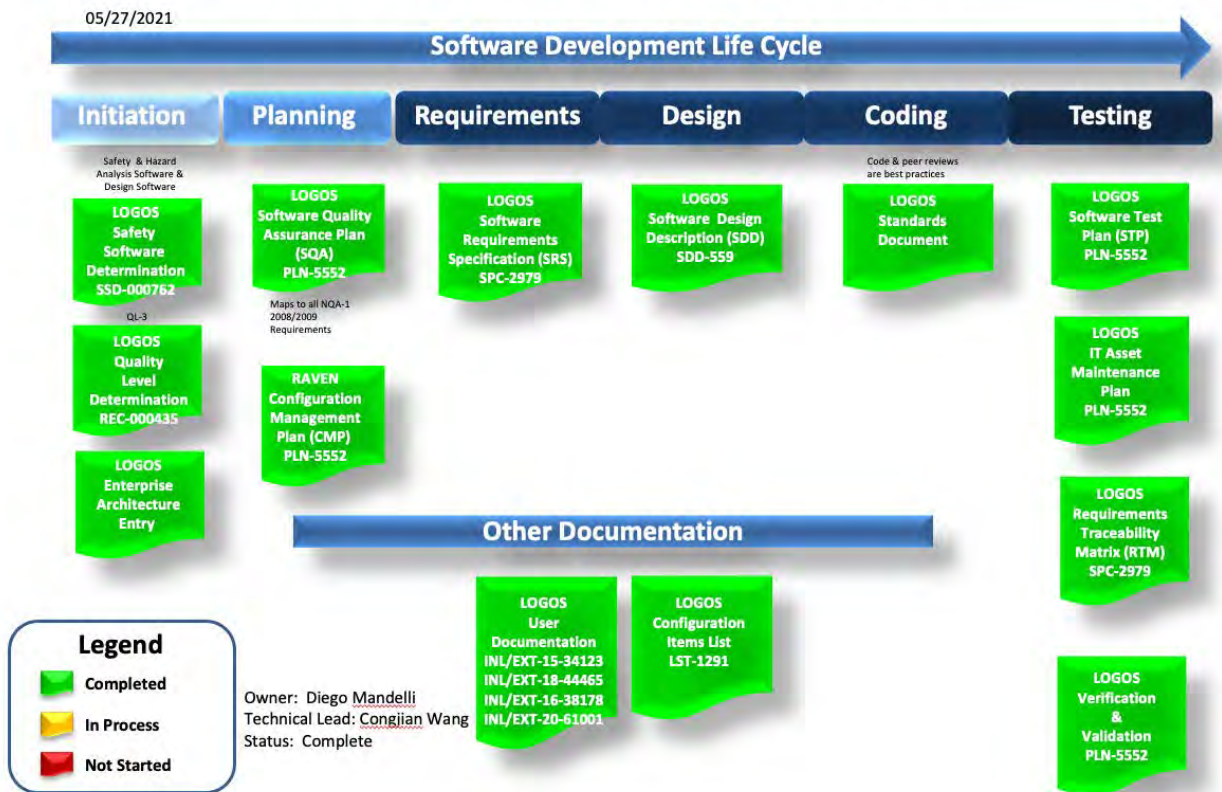 05/27/2021
Software Development Life Cycle
Initiation
Planning
Requirements
Design
Coding
Testing
Safety & Hazard
Analysis Software &
Design Software
LOGOS
Safety
Software
Determination
SSD-000762
QL-3
LOGOS
Quality
Level
Determination
REC-000435
LOGOS
Enterprise
Architecture
Entry
LOGOS
Software Quality
Assurance Plan
(SQA)
PLN-5552
Maps to all NQA-1
2008/2009
Requirements
RAVEN
Configuration
Management
Plan (CMP)
PLN-5552
LOGOS
Software
Requirements
Specification (SRS)
SPC-2979
LOGOS
Software Design
Description (SDD)
SDD-559
Code & peer reviews
are best practices
LOGOS
Standards
Document
LOGOS
Software Test
Plan (STP)
PLN-5552
LOGOS
IT Asset
Maintenance
Plan
PLN-5552
LOGOS
Requirements
Traceability
Matrix (RTM)
SPC-2979
LOGOS
Verification
&
Validation
PLN-5552
Other Documentation
LOGOS
User
Documentation
INL/EXT-15-34123
INL/EXT-18-44465
INL/EXT-16-38178
INL/EXT-20-61001
LOGOS
Configuration
Items List
LST-1291
Legend
Completed
In Process
Not Started
Owner: Diego Mandelli
Technical Lead: Congjian Wang
Status: Complete